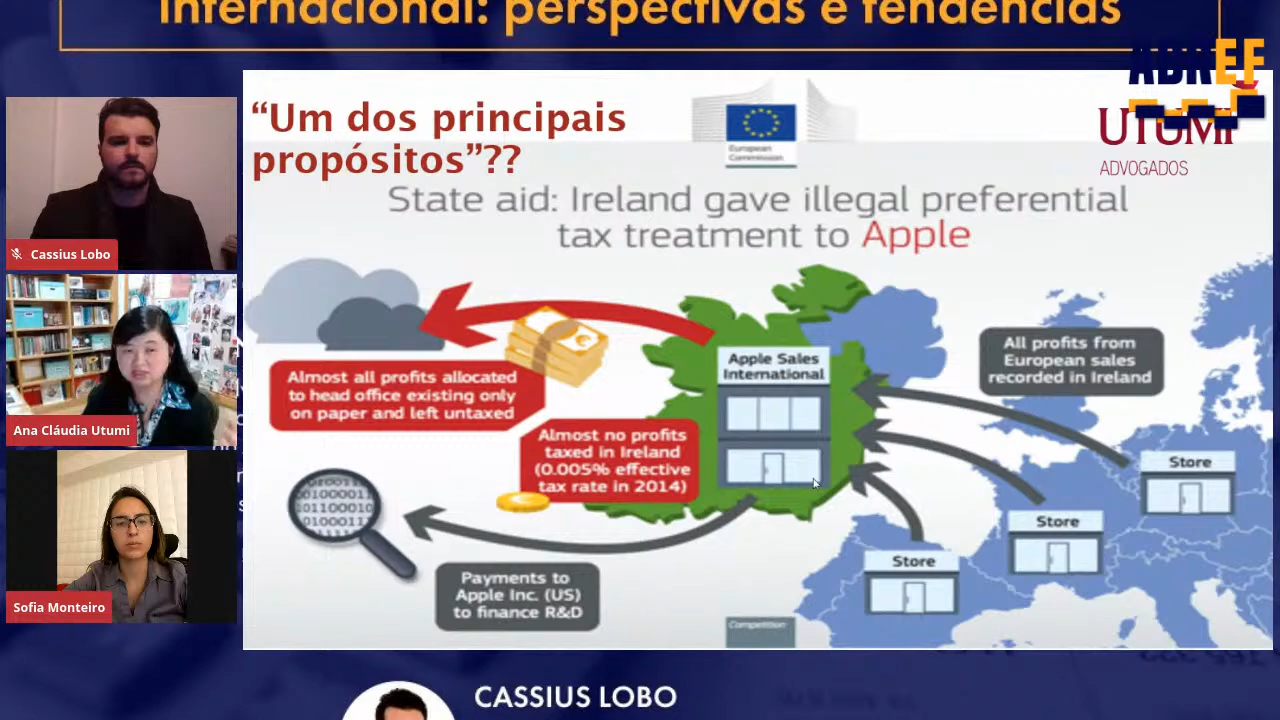 Internacional: perspectivas e tendências
ABREF
UTUMI
ADVOGADOS
“Um dos principais
propósitos”??
European
Commission
State aid: Ireland gave illegal preferential
tax treatment to Apple
Cassius Lobo
Ana Cláudia Utumi
Sofia Monteiro
Almost all profits allocated
to head office existing only
on paper and left untaxed
Almost no profits
taxed in Ireland
(0.005% effective
tax rate in 2014)
Apple Sales
International
All profits from
European sales
recorded in Ireland
Store
Store
Store
Payments to
Apple Inc. (US)
to finance R&D
Competition
CASSIUS LOBO